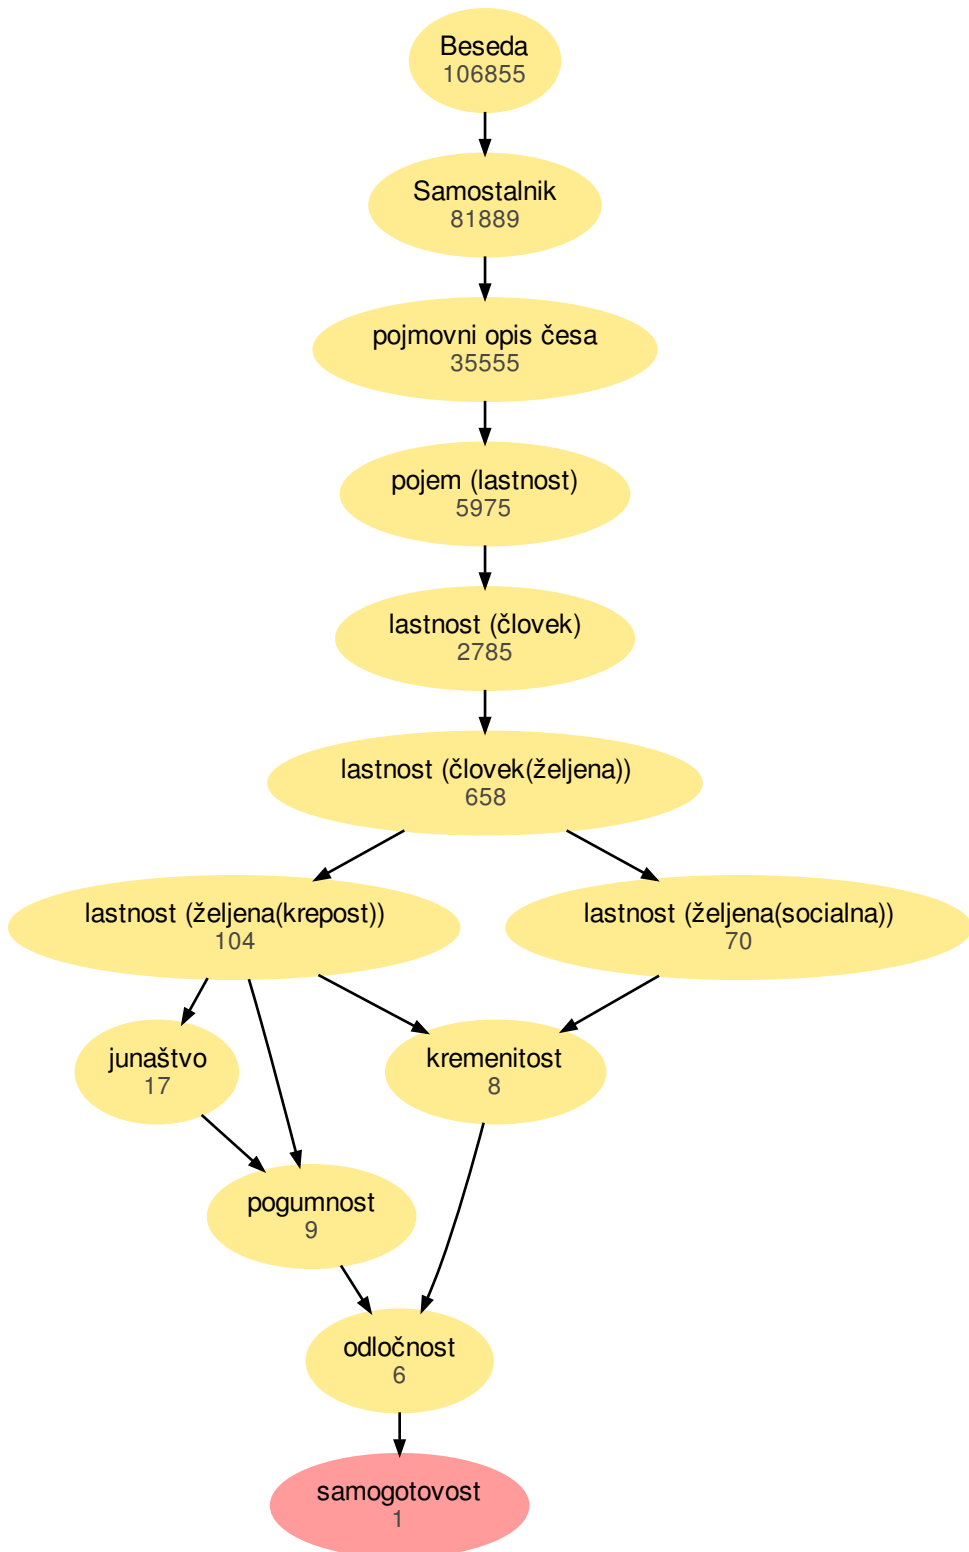 Beseda
106855
Samostalnik
81889
pojmovni opis česa
35555
pojem (lastnost)
5975
lastnost (človek)
2785
lastnost (človek(željena))
658
lastnost (željena(krepost))
104
lastnost (željena(socialna))
70
junaštvo
17
kremenitost
8
pogumnost
9
odločnost
6
samogotovost
1